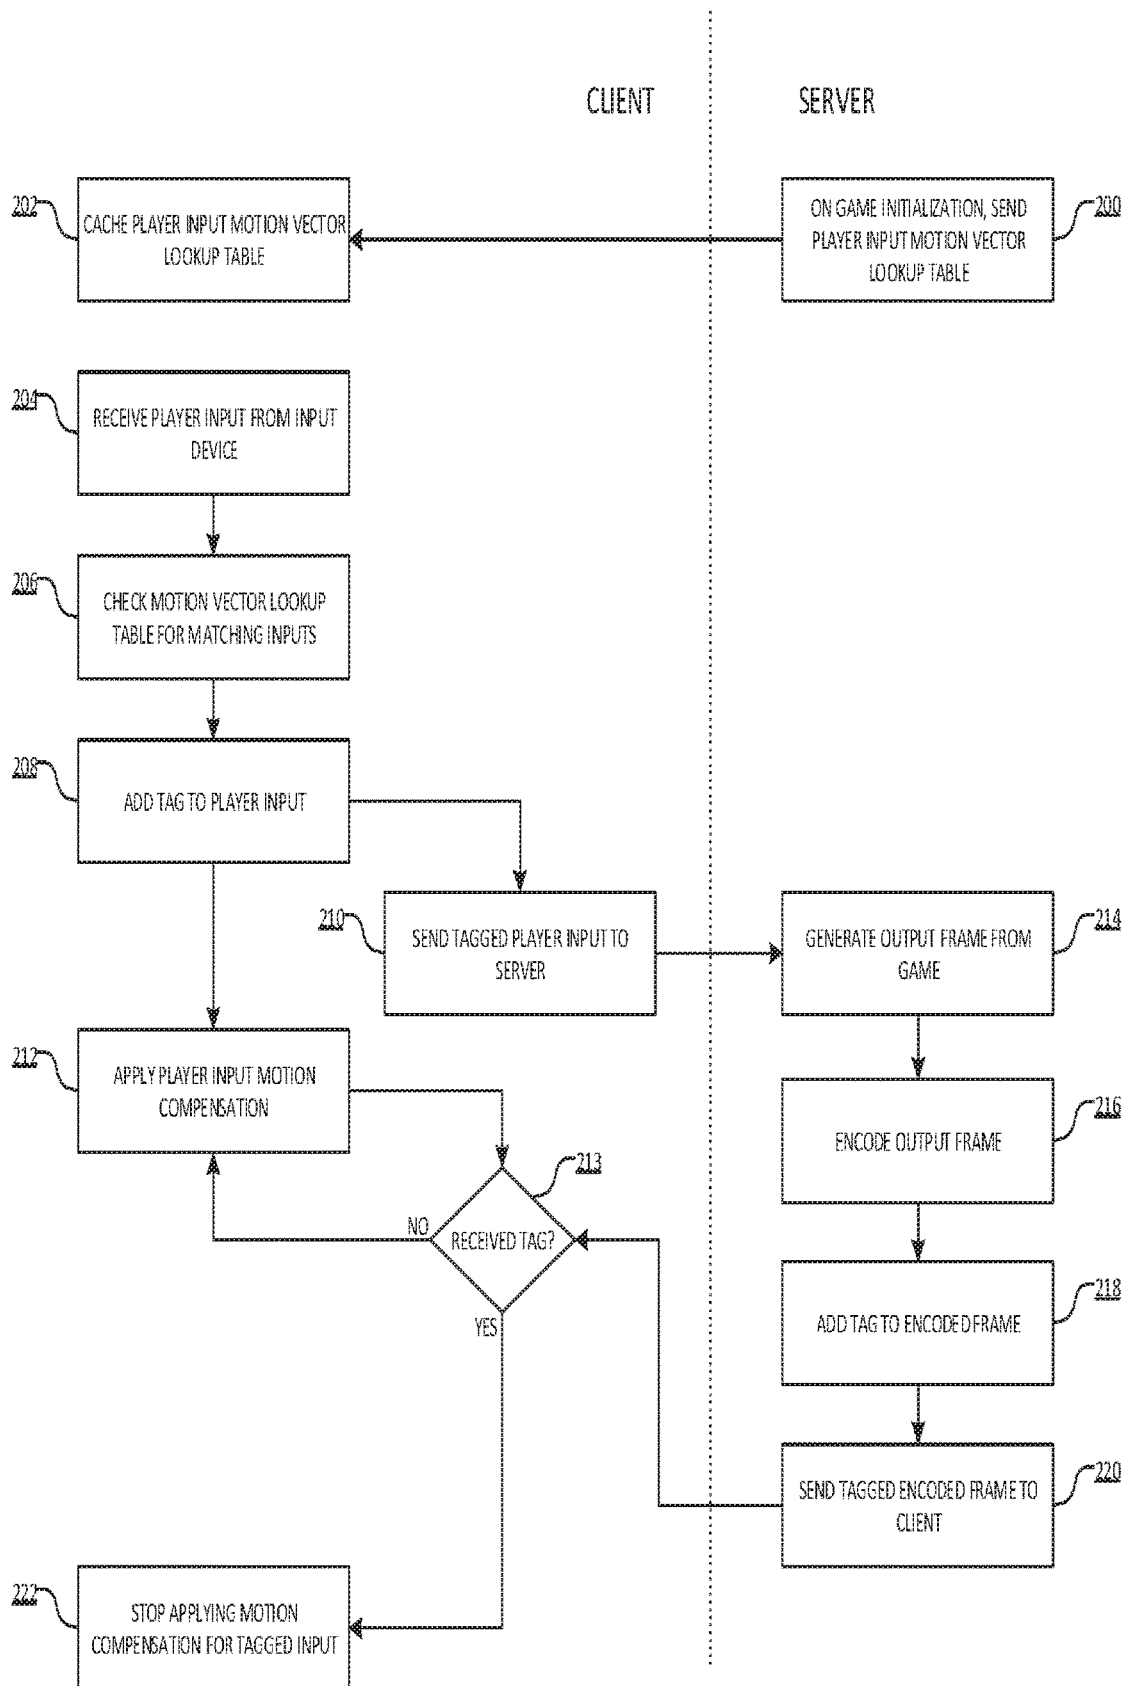 CLIENT
SERVER
202
CACHE PLAYER INPUT MOTION VECTOR
LOOKUP TABLE
ON GAME INITIALIZATION, SEND
PLAYER INPUT MOTION VECTOR
LOOKUP TABLE
200
204
RECEIVE PLAYER INPUT FROM INPUT
DEVICE
206
CHECK MOTION VECTOR LOOKUP
TABLE FOR MATCHING INPUTS
208
ADD TAG TO PLAYER INPUT
210
SEND TAGGED PLAYER INPUT TO
SERVER
GENERATE OUTPUT FRAME FROM
GAME
214
212
APPLY PLAYER INPUT MOTION
COMPENSATION
ENCODE OUTPUT FRAME
216
213
NO
RECEIVED TAG?
YES
ADD TAG TO ENCODED FRAME
218
SEND TAGGED ENCODED FRAME TO
CLIENT
220
222
STOP APPLYING MOTION
COMPENSATION FOR TAGGED INPUT